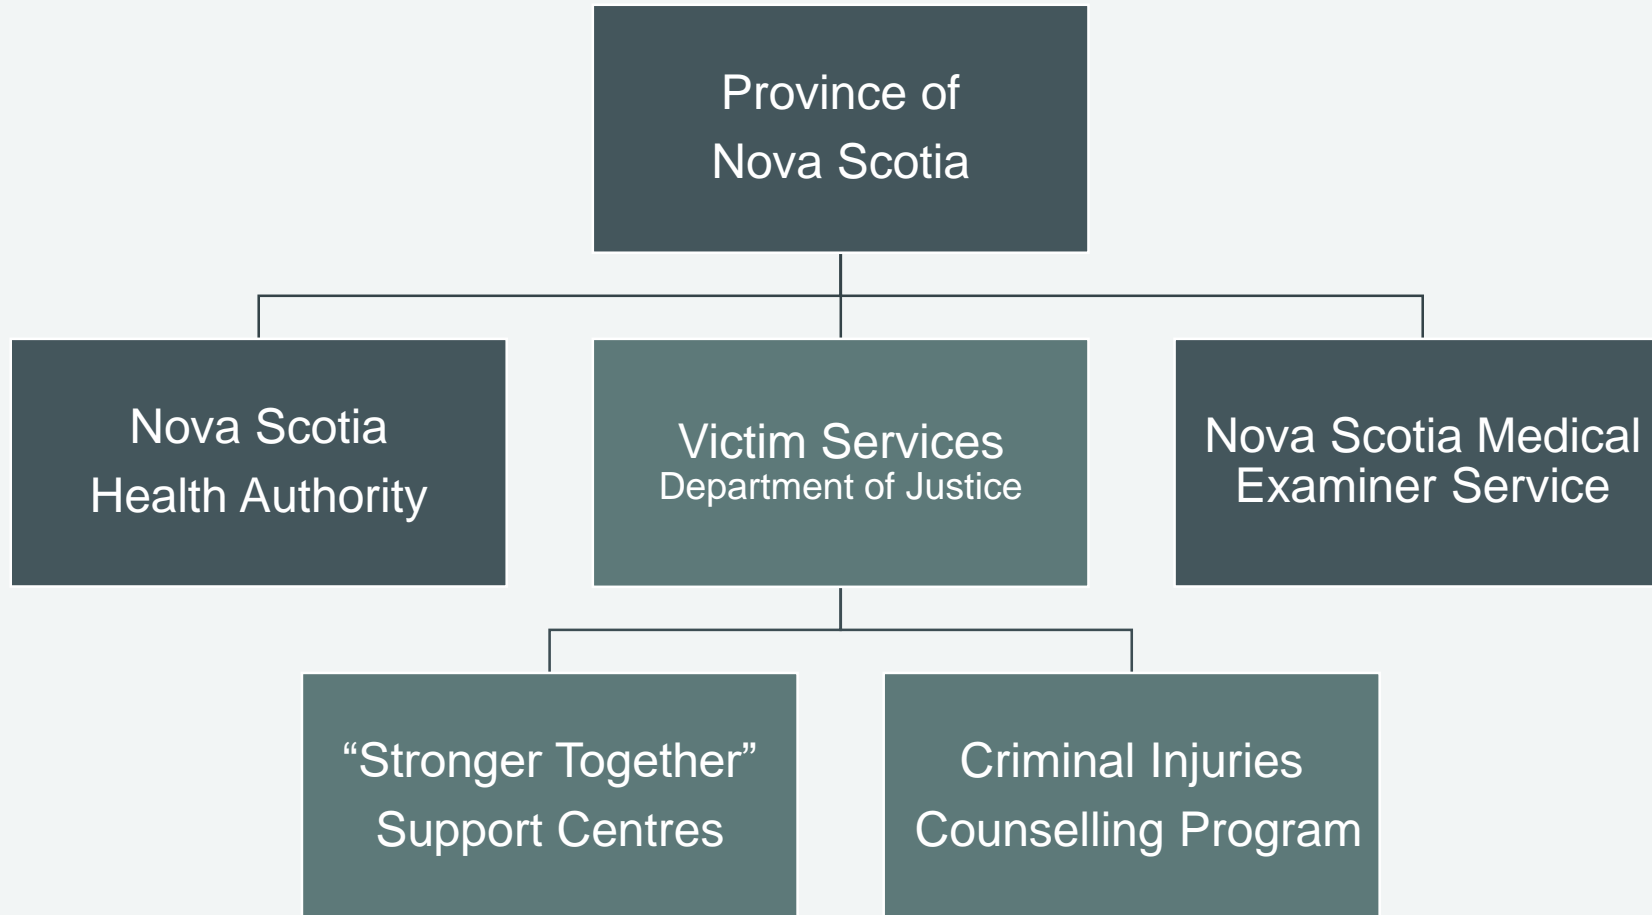 Province of
Nova Scotia
Nova Scotia
Health Authority
Victim Services
Department of Justice
Nova Scotia Medical
Examiner Service
“Stronger Together”
Support Centres
Criminal Injuries
Counselling Program